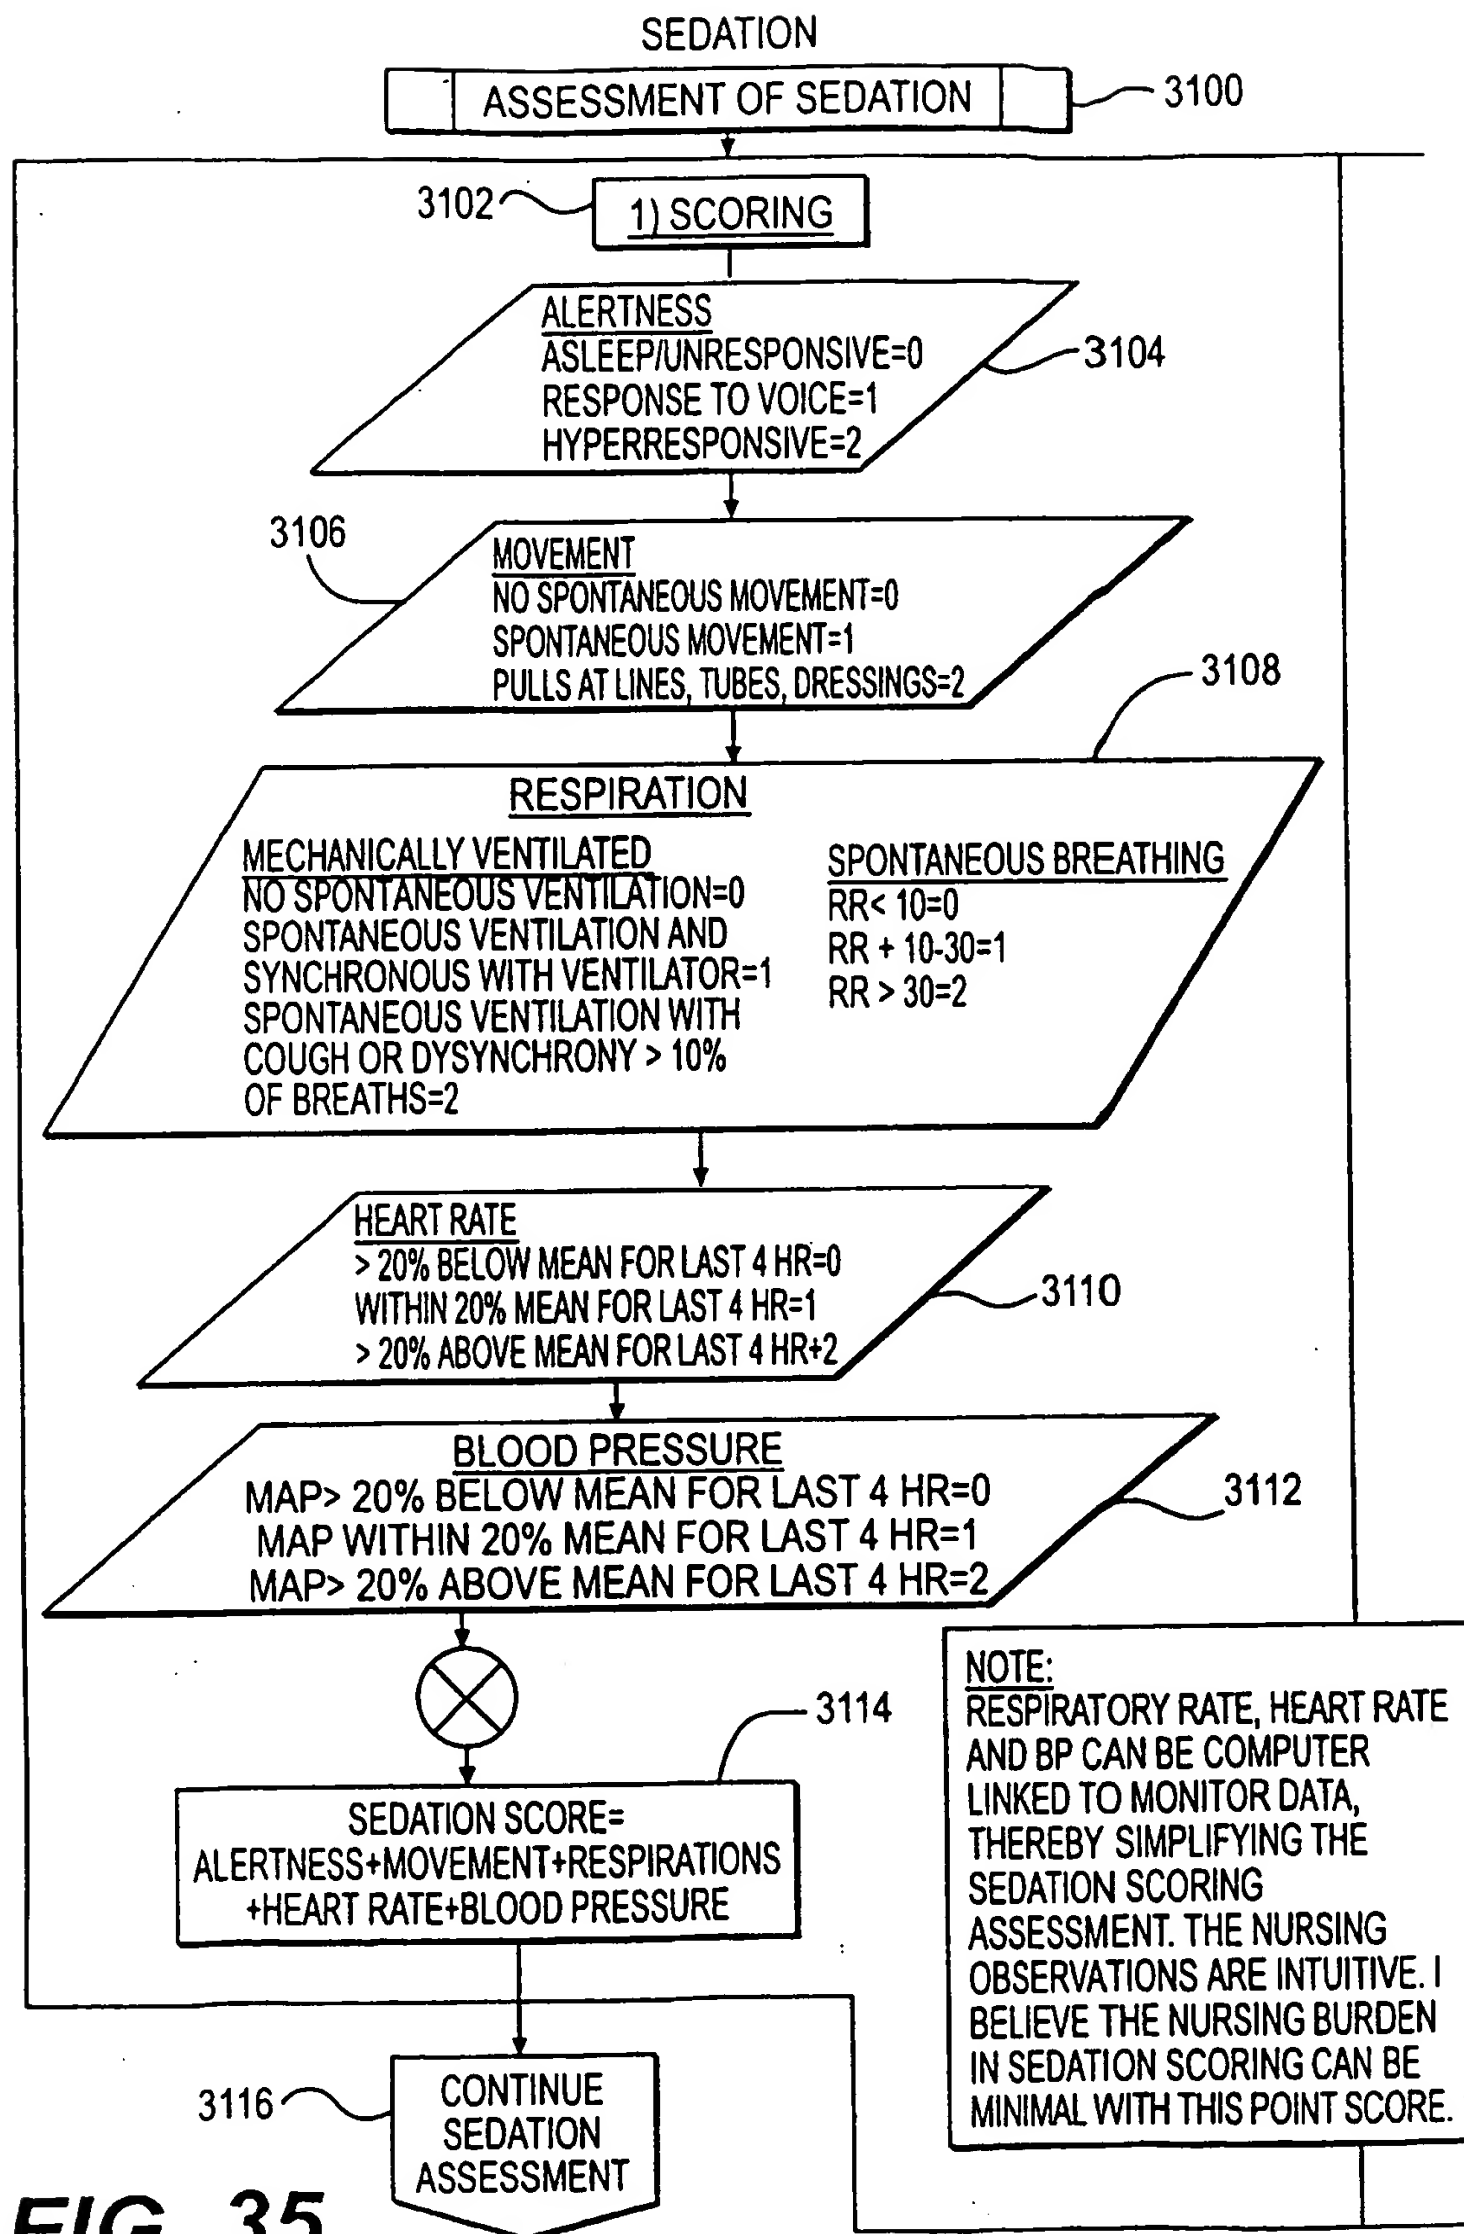 SEDATION
ASSESSMENT OF SEDATION
3100
3102
1) SCORING
ALERTNESS
ASLEEP/UNRESPONSIVE=0
RESPONSE TO VOICE=1
HYPERRESPONSIVE=2
3104
3106
MOVEMENT
NO SPONTANEOUS MOVEMENT=0
SPONTANEOUS MOVEMENT=1
PULLS AT LINES, TUBES, DRESSINGS=2
3108
RESPIRATION
MECHANICALLY VENTILATED
NO SPONTANEOUS VENTILATION=0
SPONTANEOUS VENTILATION AND
SYNCHRONOUS WITH VENTILATOR=1
SPONTANEOUS VENTILATION WITH
COUGH OR DYSYNCHRONY > 10%
OF BREATHS=2
SPONTANEOUS BREATHING
RR< 10=0
RR + 10-30=1
RR > 30=2
HEART RATE
> 20% BELOW MEAN FOR LAST 4 HR=0
WITHIN 20% MEAN FOR LAST 4 HR=1
> 20% ABOVE MEAN FOR LAST 4 HR+2
3110
BLOOD PRESSURE
MAP> 20% BELOW MEAN FOR LAST 4 HR=0
MAP WITHIN 20% MEAN FOR LAST 4 HR=1
MAP> 20% ABOVE MEAN FOR LAST 4 HR=2
3112
3114
SEDATION SCORE=
ALERTNESS+MOVEMENT+RESPIRATIONS
+HEART RATE+BLOOD PRESSURE
NOTE:
RESPIRATORY RATE, HEART RATE
AND BP CAN BE COMPUTER
LINKED TO MONITOR DATA,
THEREBY SIMPLIFYING THE
SEDATION SCORING
ASSESSMENT. THE NURSING
OBSERVATIONS ARE INTUITIVE. I
BELIEVE THE NURSING BURDEN
IN SEDATION SCORING CAN BE
MINIMAL WITH THIS POINT SCORE.
3116
CONTINUE
SEDATION
ASSESSMENT
FIG. 35